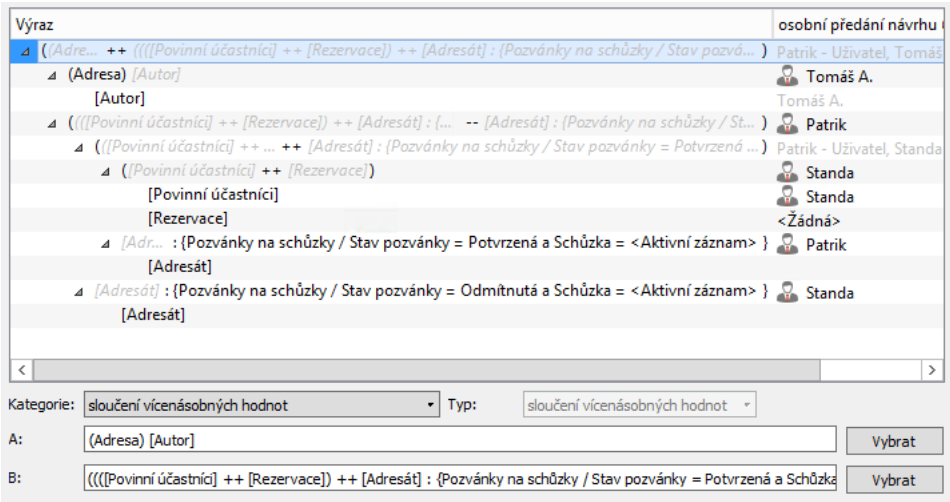 Výraz osobní předání návrhu
((Adre... ++ (((([Povinní účastníci] ++ [Rezervace]) ++ [Adresát] : {Pozvánky na schůzky / Stav pozvá... ) Patrik - Uživatel, Tomáš
(Adresa) [Autor] Tomáš A.
[Autor] Tomáš A.
((([Povinní účastníci] ++ [Rezervace]) ++ [Adresát] : {... -- [Adresát] : {Pozvánky na schůzky / St... ) Patrik
(([Povinní účastníci] ++ ... ++ [Adresát] : {Pozvánky na schůzky / Stav pozvánky = Potvrzená ...) Patrik - Uživatel, Standa
([Povinní účastníci] ++ [Rezervace]) Standa
[Povinní účastníci] Standa
[Rezervace] <Žádná>
[Adr... : {Pozvánky na schůzky / Stav pozvánky = Potvrzená a Schůzka = <Aktivní záznam> } Patrik
[Adresát]
[Adresát] : {Pozvánky na schůzky / Stav pozvánky = Odmítnutá a Schůzka = <Aktivní záznam> } Standa
[Adresát]
Kategorie: sloučení vícenásobných hodnot Typ: sloučení vícenásobných hodnot
A: (Adresa) [Autor] Vybrat
B: (((([Povinní účastníci] ++ [Rezervace]) ++ [Adresát] : {Pozvánky na schůzky / Stav pozvánky = Potvrzená a Schůzka Vybrat